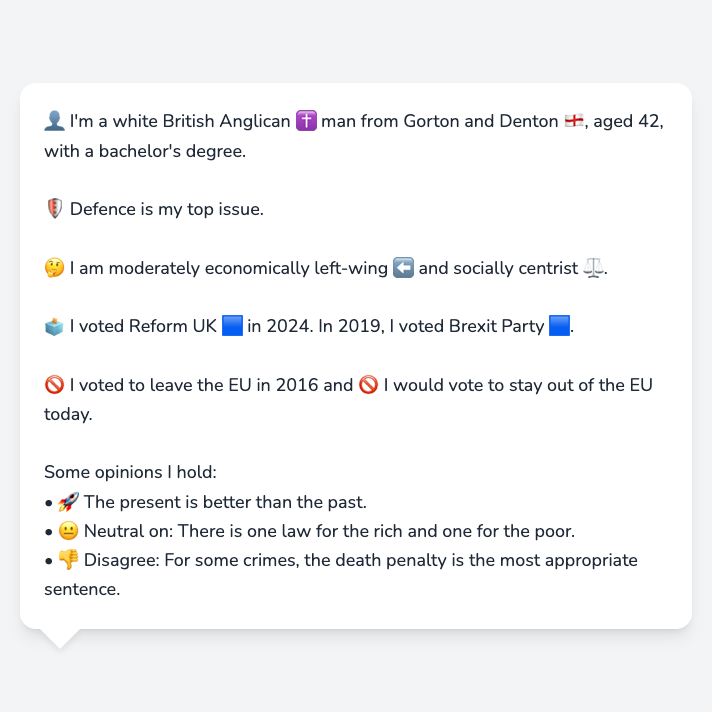 👤 I'm a white British Anglican ✝️ man from Gorton and Denton 🏴󠁧󠁢󠁥󠁮󠁧󠁿, aged 42,
with a bachelor's degree.
🛡️ Defence is my top issue.
🤔 I am moderately economically left-wing ⬅️ and socially centrist ⚖️.
🗳️ I voted Reform UK 🟦 in 2024. In 2019, I voted Brexit Party 🟦.
🚫 I voted to leave the EU in 2016 and 🚫 I would vote to stay out of the EU
today.
Some opinions I hold:
• 🚀 The present is better than the past.
• 😐 Neutral on: There is one law for the rich and one for the poor.
• 👎 Disagree: For some crimes, the death penalty is the most appropriate
sentence.